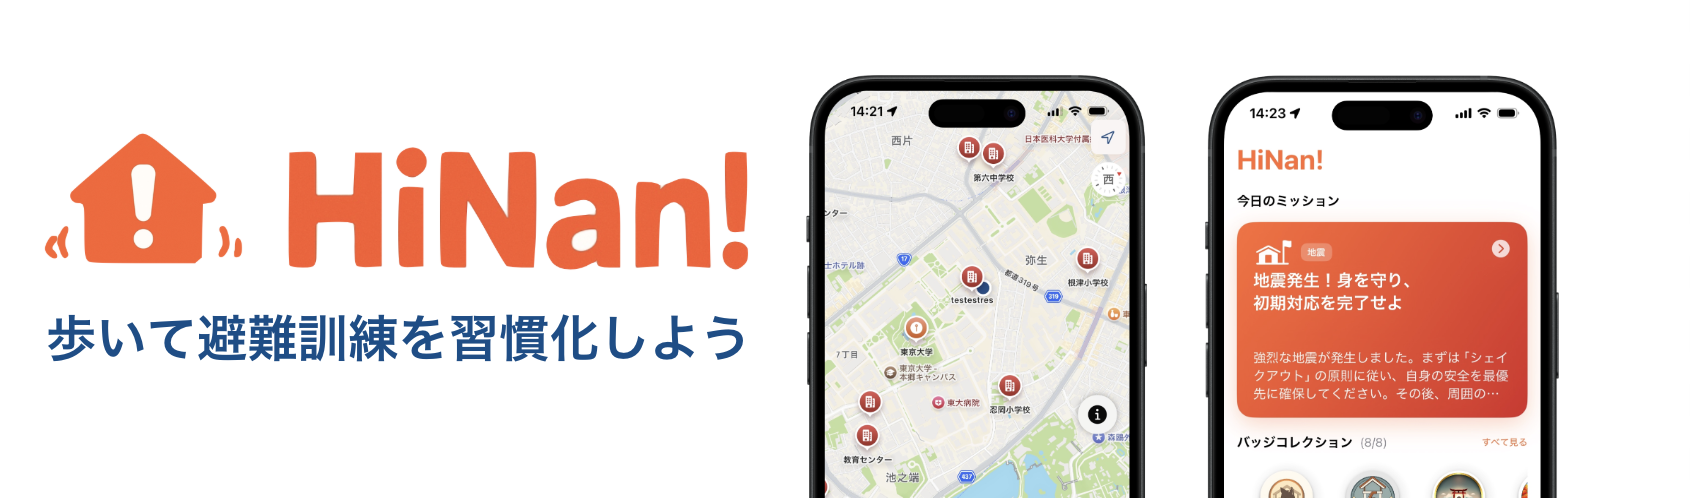 HiNan!
歩いて避難訓練を習慣化しよう
14:21
西片
日本医科大学付属
第六中学校
西
ンター
士ホテル跡
17
弥生
都道319号
319
根津小学校
testestres
7丁目
東京大学
東京大学-
本郷キャンパス
東大病院
忍岡小学校
教育センター
池之端
437
14:23
HiNan!
今日のミッション
地震
地震発生！身を守り、
初期対応を完了せよ
強烈な地震が発生しました。まずは「シェイ
クアウト」の原則に従い、自身の安全を最優
先に確保してください。その後、周囲の…
バッジコレクション (8/8)
すべて見る